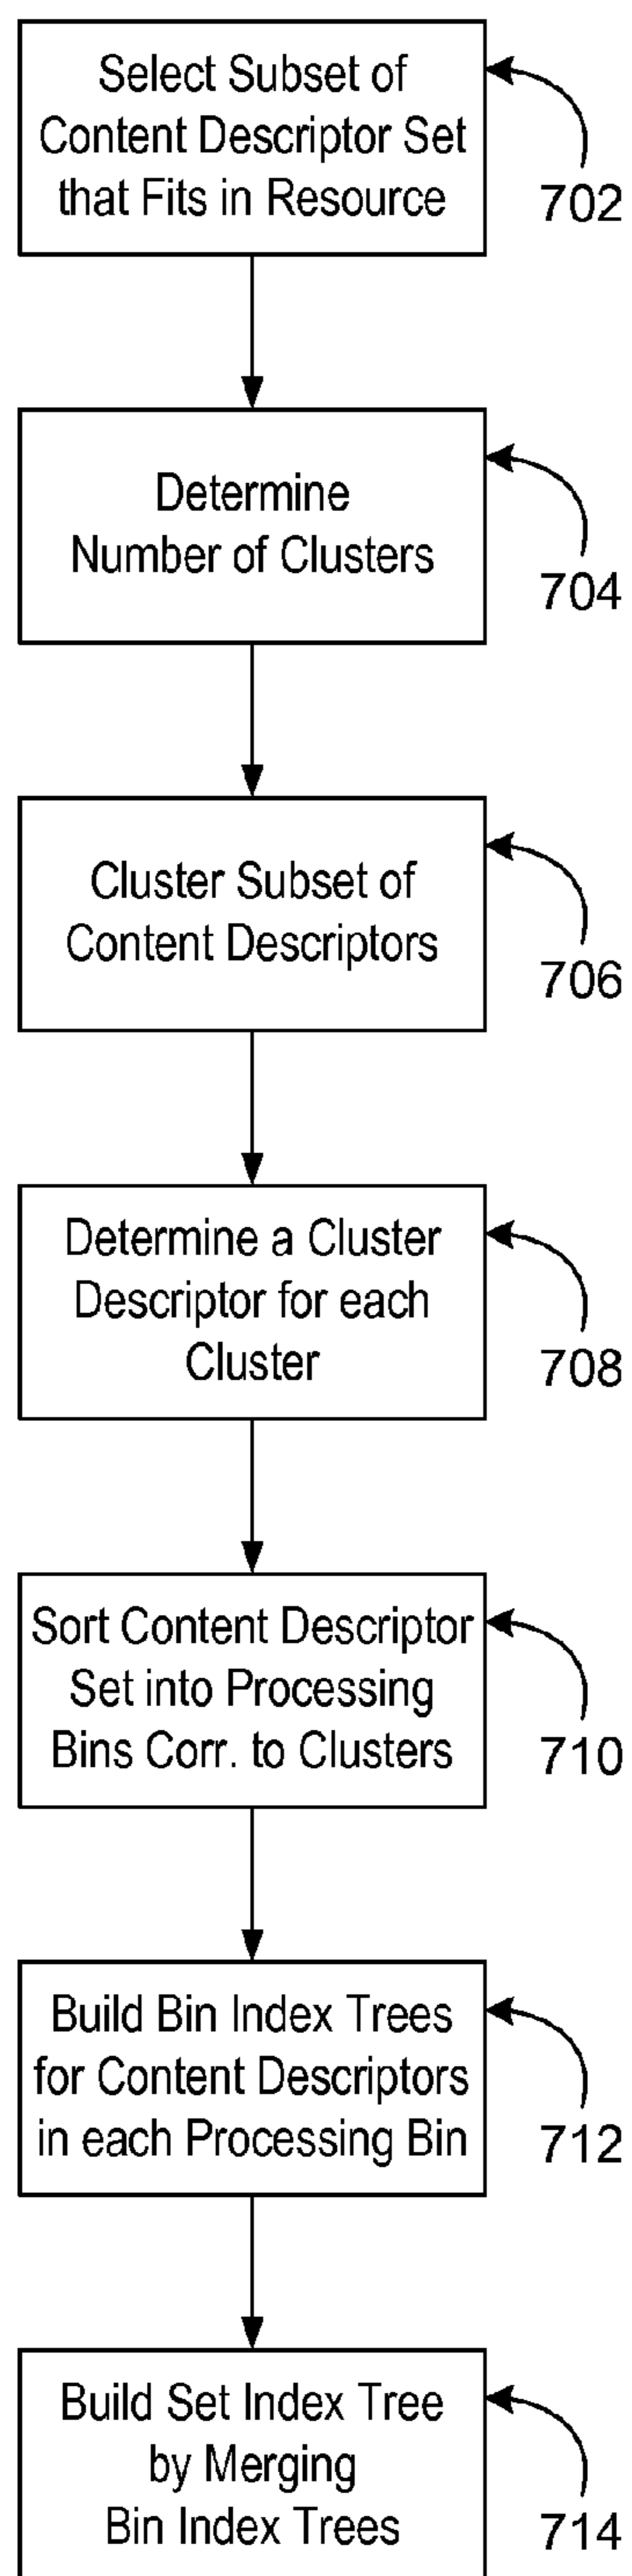 Select Subset of
Content Descriptor Set
that Fits in Resource
702
Determine
Number of Clusters
704
Cluster Subset of
Content Descriptors
706
Determine a Cluster
Descriptor for each
Cluster
708
Sort Content Descriptor
Set into Processing
Bins Corr. to Clusters
710
Build Bin Index Trees
for Content Descriptors
in each Processing Bin
712
Build Set Index Tree
by Merging
Bin Index Trees
714